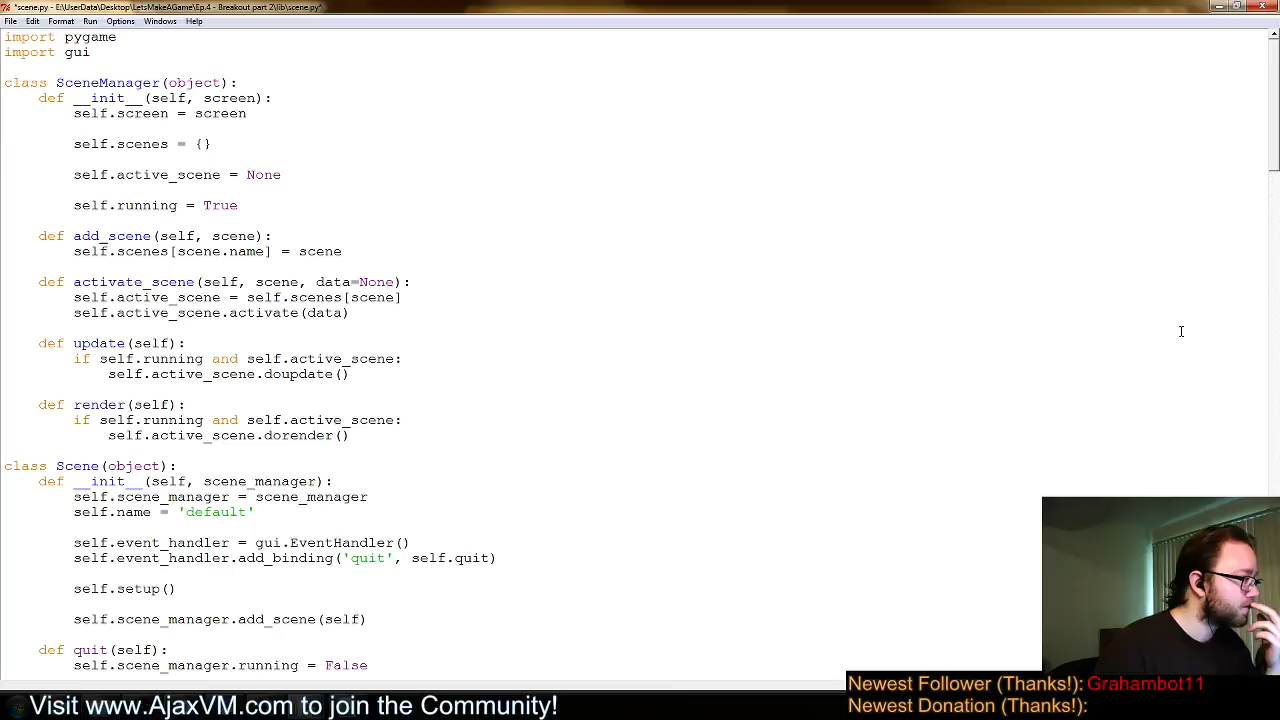 *scene.py - E:\UserData\Desktop\LetsMakeAGame\Ep.4 - Breakout part 2\lib\scene.py*
File Edit Format Run Options Windows Help
import pygame
import gui
class SceneManager(object):
def __init__(self, screen):
self.screen = screen
self.scenes = {}
self.active_scene = None
self.running = True
def add_scene(self, scene):
self.scenes[scene.name] = scene
def activate_scene(self, scene, data=None):
self.active_scene = self.scenes[scene]
self.active_scene.activate(data)
def update(self):
if self.running and self.active_scene:
self.active_scene.doupdate()
def render(self):
if self.running and self.active_scene:
self.active_scene.dorender()
class Scene(object):
def __init__(self, scene_manager):
self.scene_manager = scene_manager
self.name = 'default'
self.event_handler = gui.EventHandler()
self.event_handler.add_binding('quit', self.quit)
self.setup()
self.scene_manager.add_scene(self)
def quit(self):
self.scene_manager.running = False
Newest Follower (Thanks!): Grahambot11
Visit www.AjaxVM.com to join the Community!
Newest Donation (Thanks!):